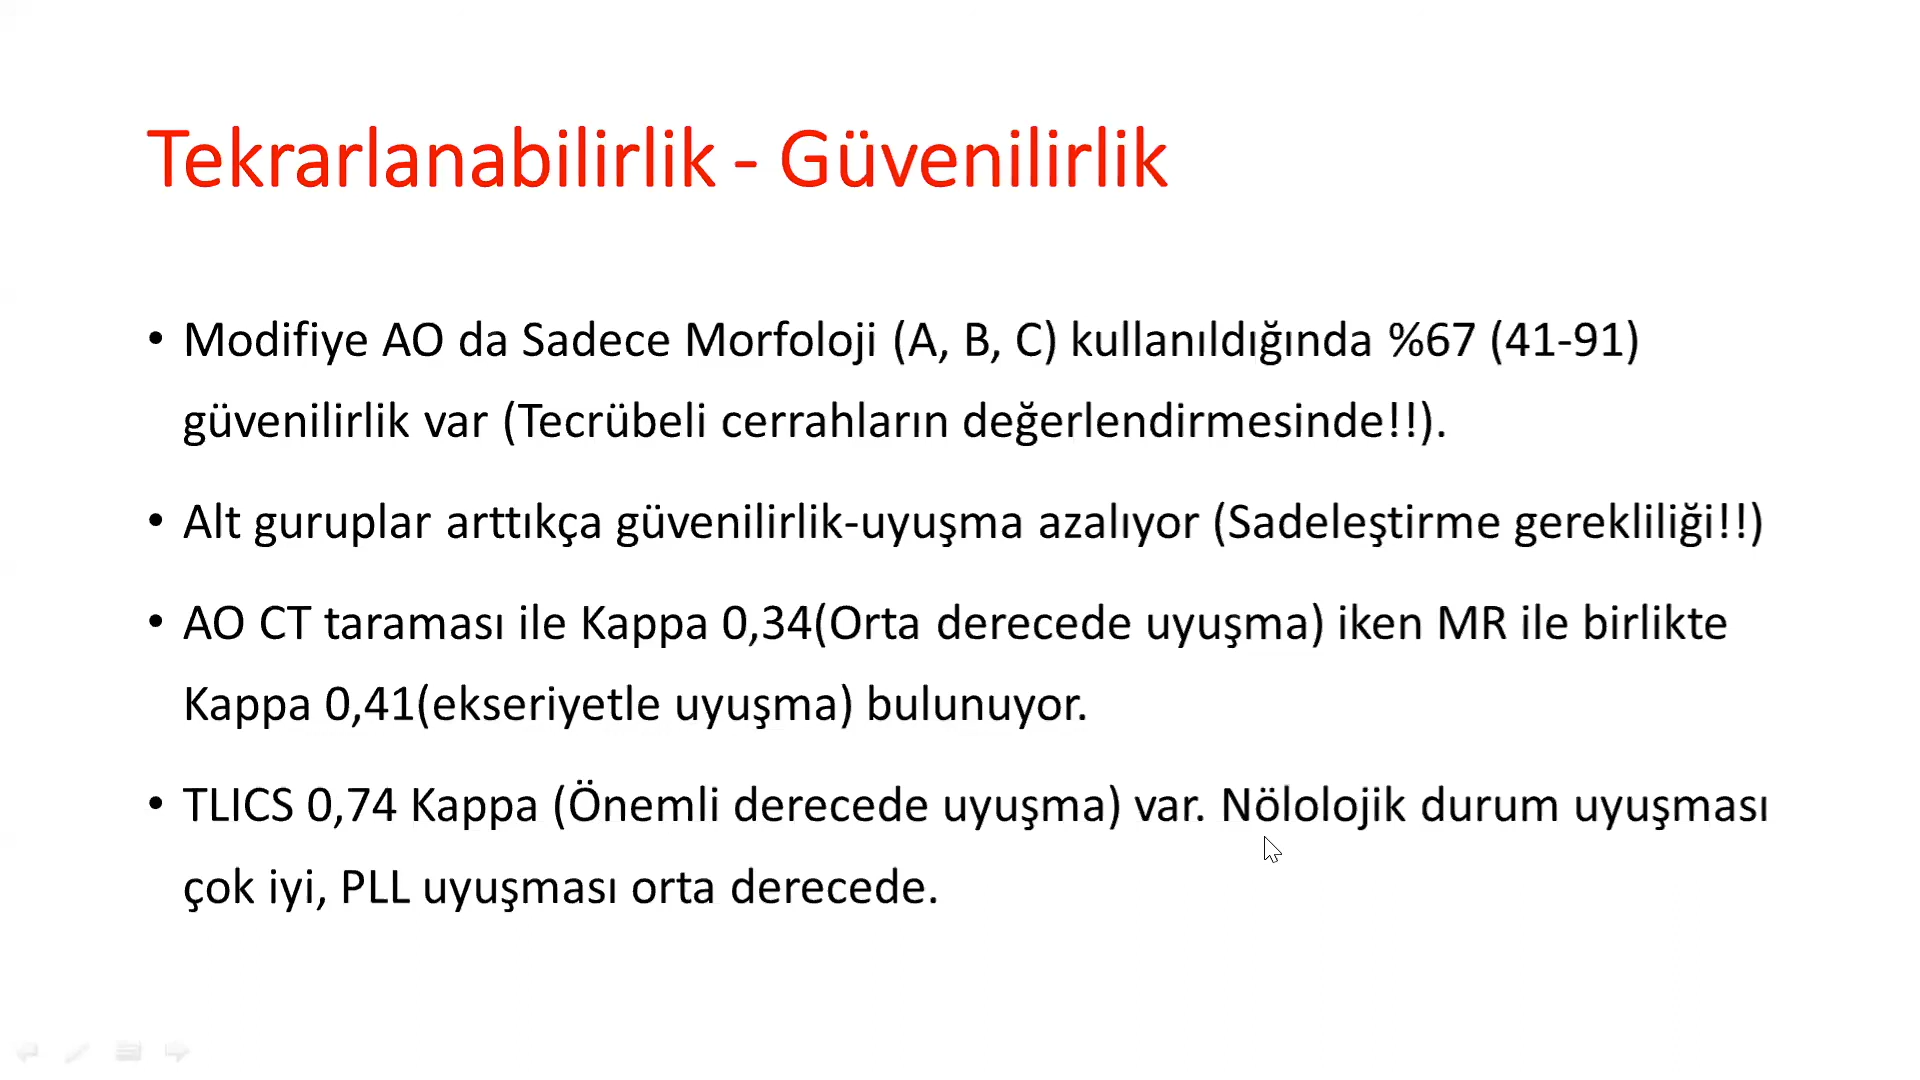 Tekrarlanabilirlik - Güvenilirlik
• Modifiye AO da Sadece Morfoloji (A, B, C) kullanıldığında %67 (41-91)
güvenilirlik var (Tecrübeli cerrahların değerlendirmesinde!!).
• Alt guruplar arttıkça güvenilirlik-uyuşma azalıyor (Sadeleştirme gerekliliği!!)
• AO CT taraması ile Kappa 0,34(Orta derecede uyuşma) iken MR ile birlikte
Kappa 0,41(ekseriyetle uyuşma) bulunuyor.
• TLICS 0,74 Kappa (Önemli derecede uyuşma) var. Nölolojik durum uyuşması
çok iyi, PLL uyuşması orta derecede.